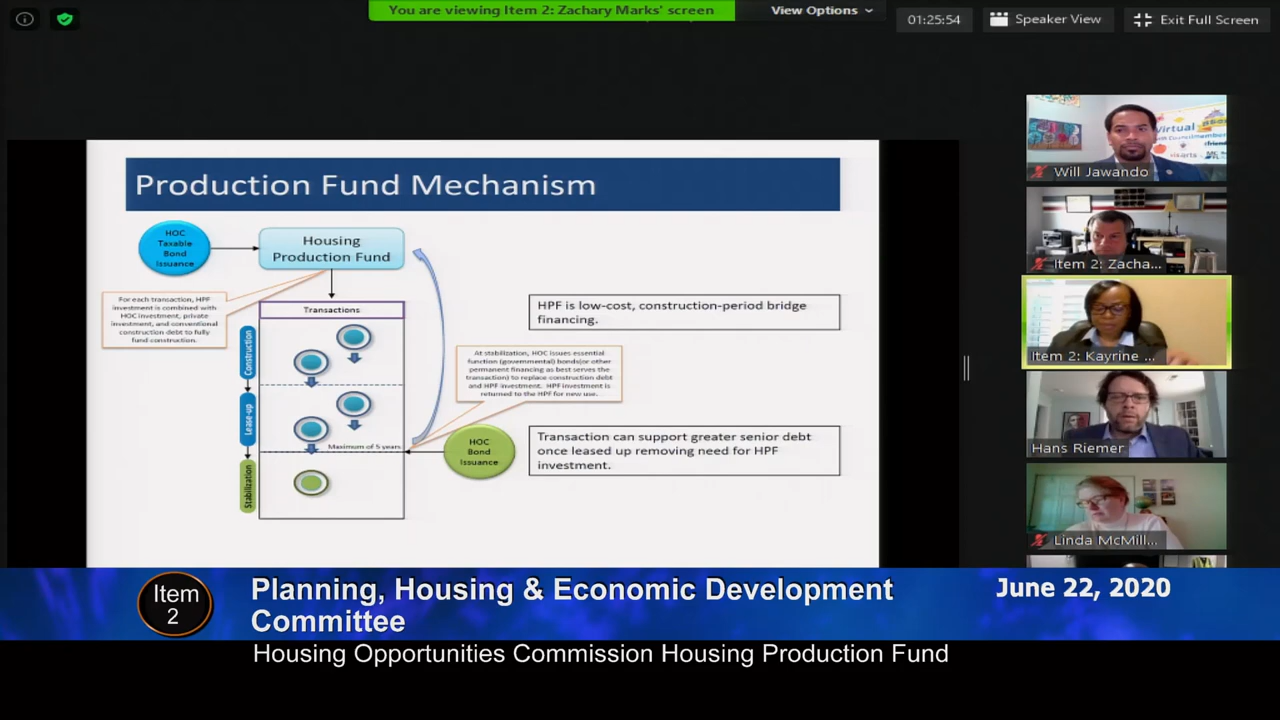 You are viewing Item 2: Zachary Marks' screen
View Options
01:25:54
Speaker View
Exit Full Screen
Production Fund Mechanism
HOC
Taxable
Bond
Issuance
Housing
Production Fund
For each transaction, HPF
investment is combined with
HOC investment, private
investment, and conventional
construction debt to fully
fund construction.
Transactions
Construction
Lease-up
Stabilization
Maximum of 5 years
At stabilization, HOC issues essential
function (governmental) bonds(or other
permanent financing as best serves the
transaction) to replace construction debt
and HPF investment. HPF investment is
returned to the HPF for new use.
HOC
Bond
Issuance
HPF is low-cost, construction-period bridge
financing.
Transaction can support greater senior debt
once leased up removing need for HPF
investment.
Virtual
Will Jawando
Item 2: Zacha...
Item 2: Kayrine ...
Hans Riemer
Linda McMill...
Item
2
Planning, Housing & Economic Development
Committee
June 22, 2020
Housing Opportunities Commission Housing Production Fund